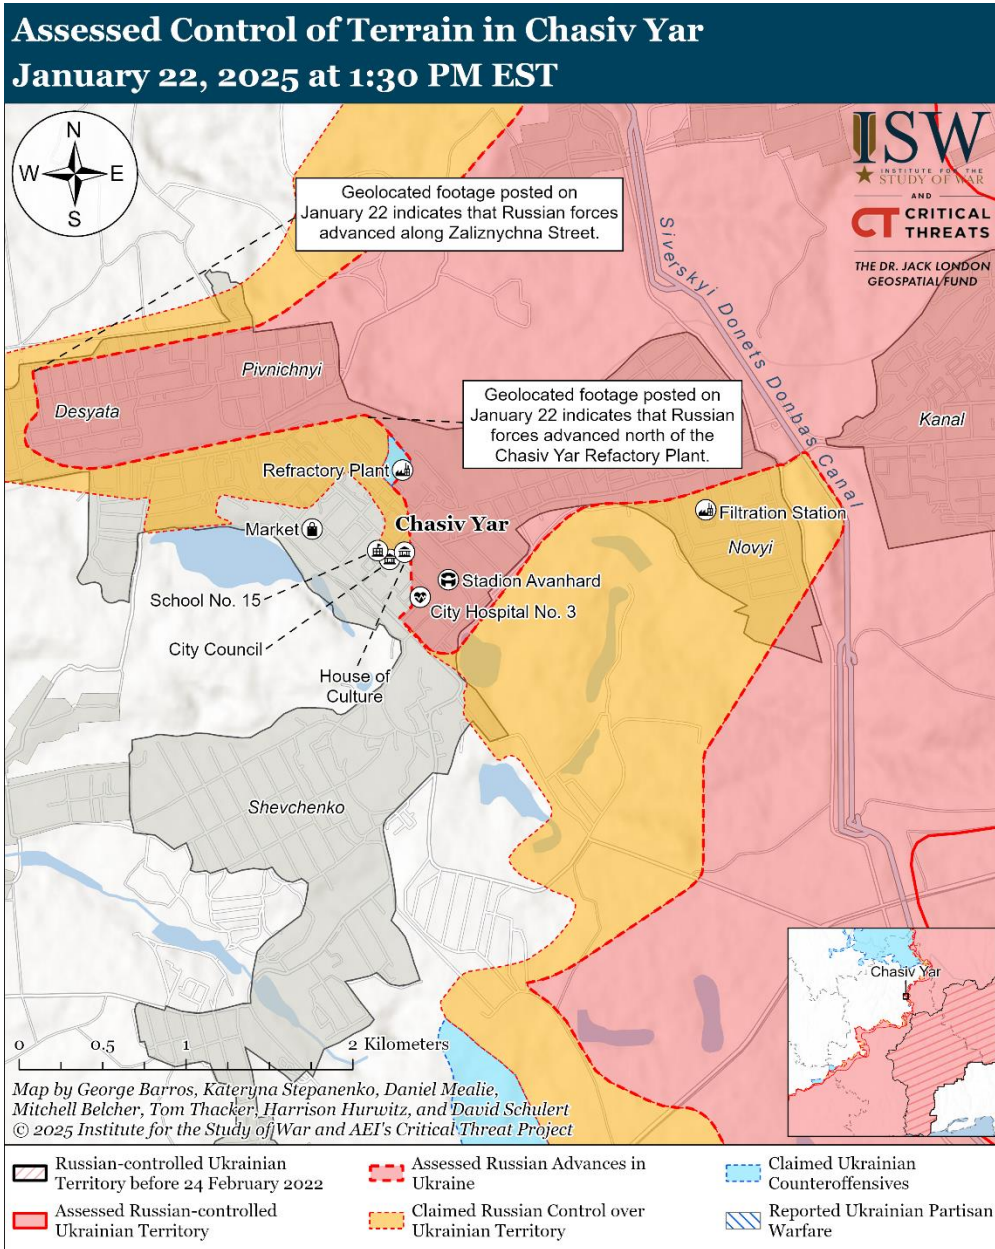 Assessed Control of Terrain in Chasiv Yar
January 22, 2025 at 1:30 PM EST
N
W
E
S
Geolocated footage posted on
January 22 indicates that Russian forces
advanced along Zaliznychna Street.
ISW
INSTITUTE FOR THE
STUDY OF WAR
AND
CT CRITICAL
THREATS
THE DR. JACK LONDON
GEOSPATIAL FUND
Siverskyi Donets Donbas Canal
Pivnichnyi
Desyata
Geolocated footage posted on
January 22 indicates that Russian
forces advanced north of the
Chasiv Yar Refactory Plant.
Kanal
Refractory Plant
Market
Chasiv Yar
Filtration Station
Novyi
School No. 15
Stadion Avanhard
City Hospital No. 3
City Council
House of
Culture
Shevchenko
Chasiv Yar
0 0.5 1 2 Kilometers
Map by George Barros, Kateryna Stepanenko, Daniel Mealie,
Mitchell Belcher, Tom Thacker, Harrison Hurwitz, and David Schulert
© 2025 Institute for the Study of War and AEI's Critical Threat Project
Russian-controlled Ukrainian
Territory before 24 February 2022
Assessed Russian Advances in
Ukraine
Claimed Ukrainian
Counteroffensives
Assessed Russian-controlled
Ukrainian Territory
Claimed Russian Control over
Ukrainian Territory
Reported Ukrainian Partisan
Warfare